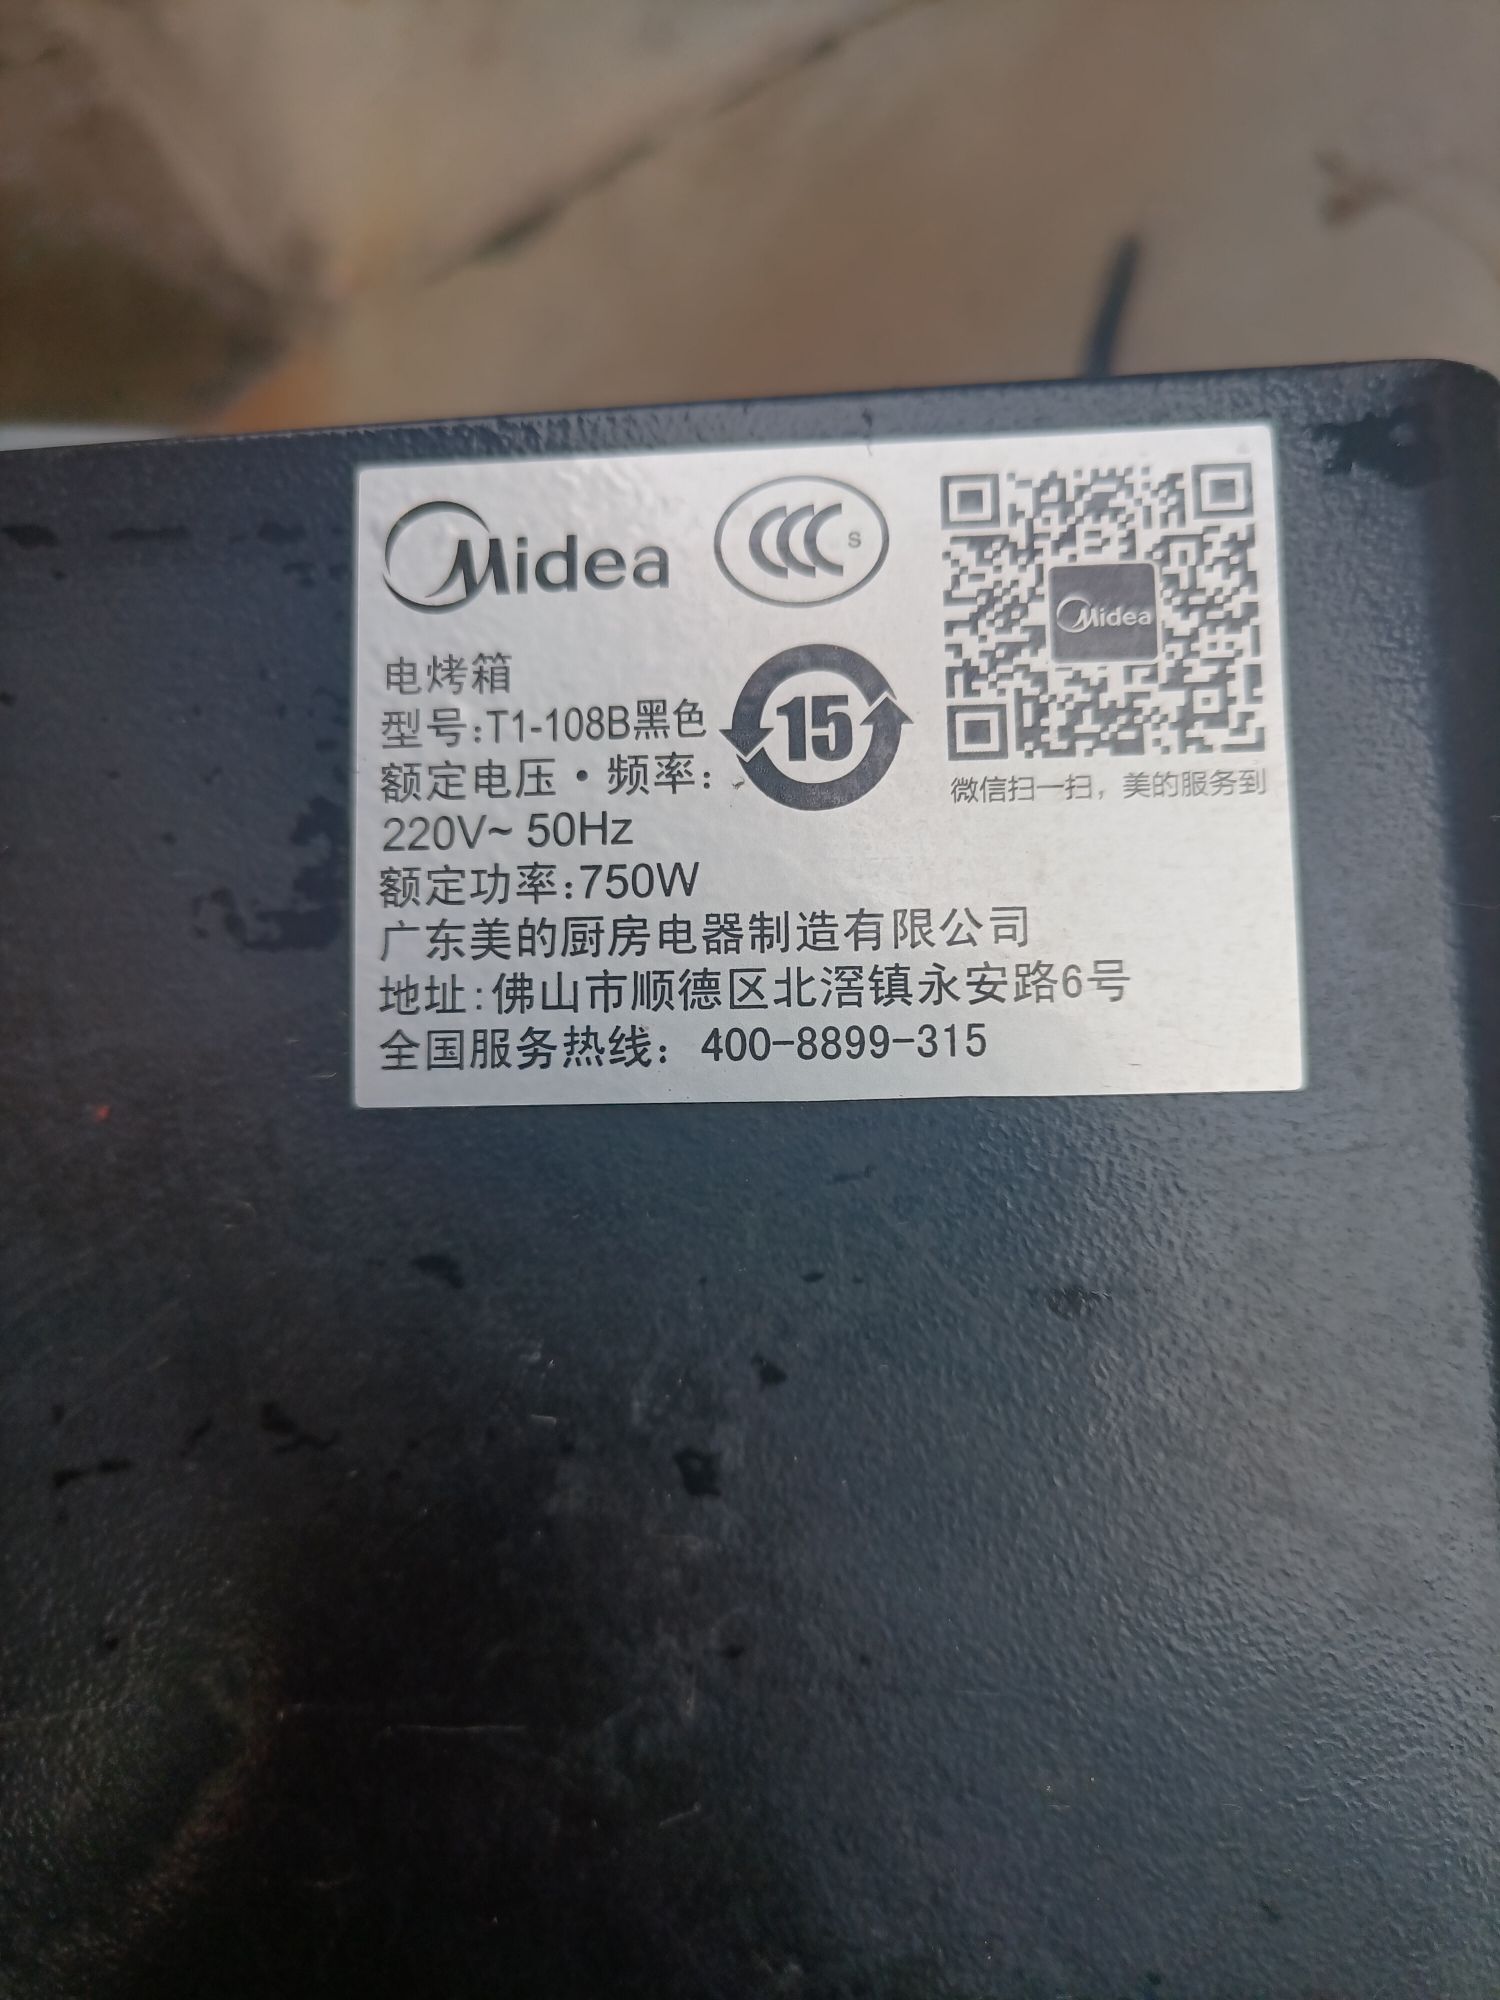 Midea
CCC S
Midea
电烤箱
型号:T1-108B黑色
15
额定电压·频率:
220V~ 50Hz
微信扫一扫，美的服务到
额定功率:750W
广东美的厨房电器制造有限公司
地址:佛山市顺德区北滘镇永安路6号
全国服务热线：400-8899-315